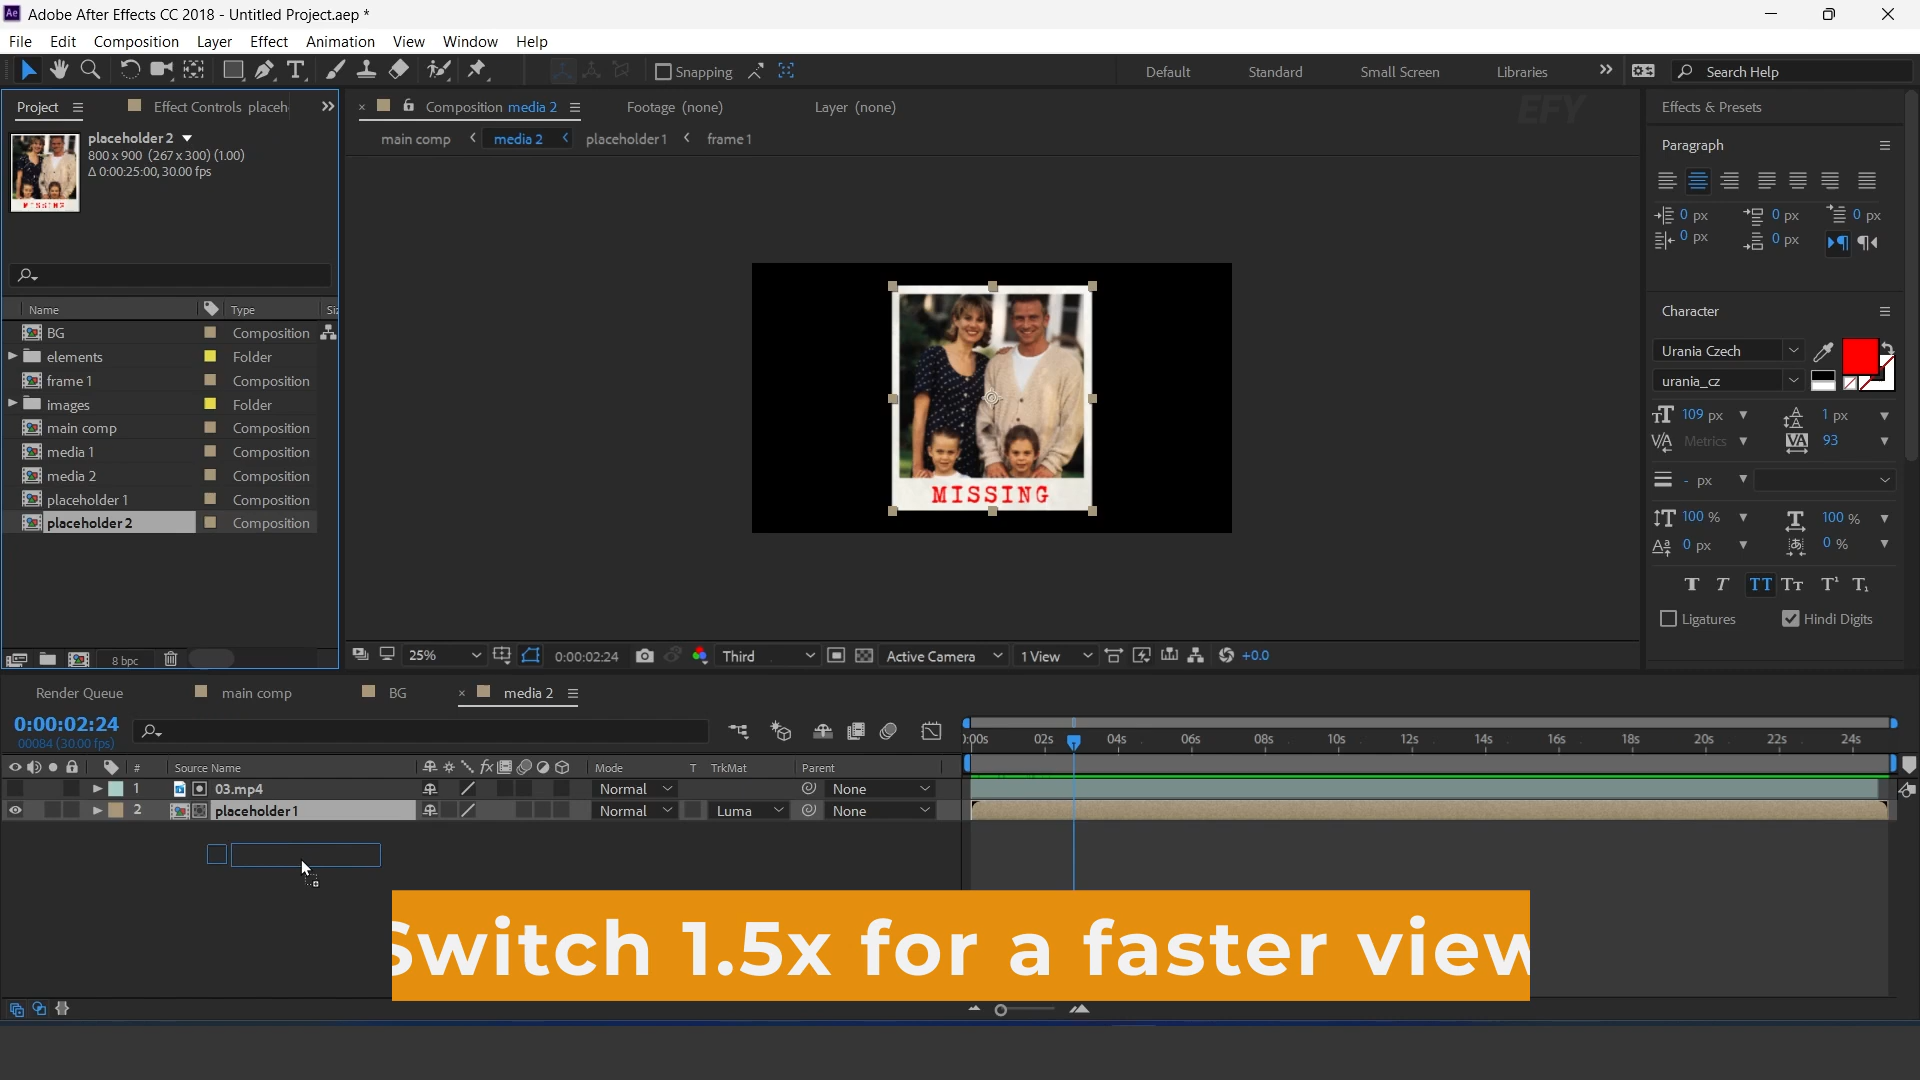 Adobe After Effects CC 2018 - Untitled Project.aep *
File Edit Composition Layer Effect Animation View Window Help
Snapping Default Standard Small Screen Libraries Search Help
Project Effect Controls placeh
placeholder 2
800 x 900 (267 x 300) (1.00)
Δ 0:00:25:00, 30.00 fps
MISSING
Name Type Siz
BG Composition
elements Folder
frame 1 Composition
images Folder
main comp Composition
media 1 Composition
media 2 Composition
placeholder 1 Composition
placeholder 2 Composition
8 bpc
Composition media 2 Footage (none) Layer (none)
main comp media 2 placeholder 1 frame 1
EFY
MISSING
25% 0:00:02:24 Third Active Camera 1 View +0.0
Effects & Presets
Paragraph
0 px 0 px 0 px
0 px 0 px
Character
Urania Czech
urania_cz
109 px 1 px
Metrics 93
- px
100 % 100 %
0 px 0 %
Ligatures Hindi Digits
Render Queue main comp BG media 2
0:00:02:24
00084 (30.00 fps)
:00s 02s 04s 06s 08s 10s 12s 14s 16s 18s 20s 22s 24s
# Source Name Mode T TrkMat Parent
1 03.mp4 Normal None
2 placeholder 1 Normal Luma None
Switch 1.5x for a faster view